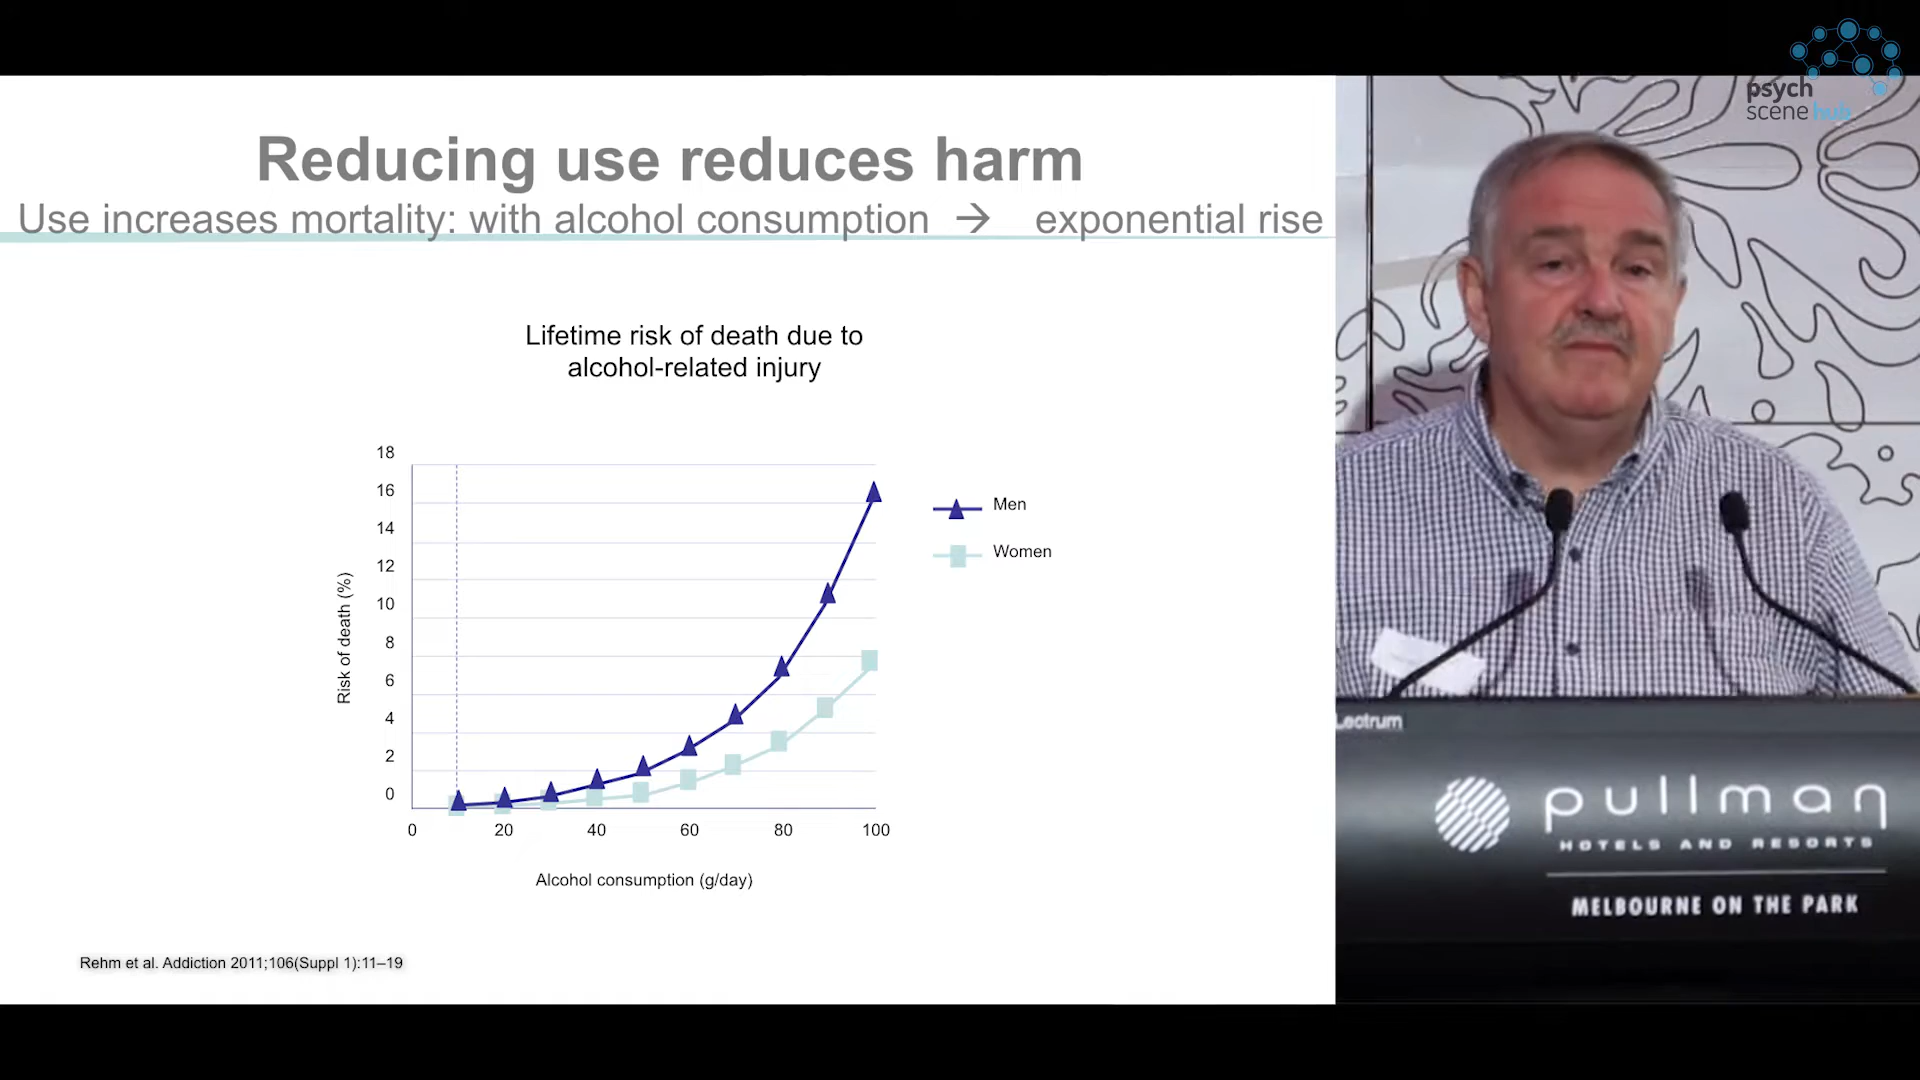 psych
scene hub
Reducing use reduces harm
Use increases mortality: with alcohol consumption → exponential rise
Lifetime risk of death due to
alcohol-related injury
18
16
14
12
10
8
6
4
2
0
Risk of death (%)
0 20 40 60 80 100
Alcohol consumption (g/day)
Men
Women
Rehm et al. Addiction 2011;106(Suppl 1):11–19
Lectrum
pullman
HOTELS AND RESORTS
MELBOURNE ON THE PARK